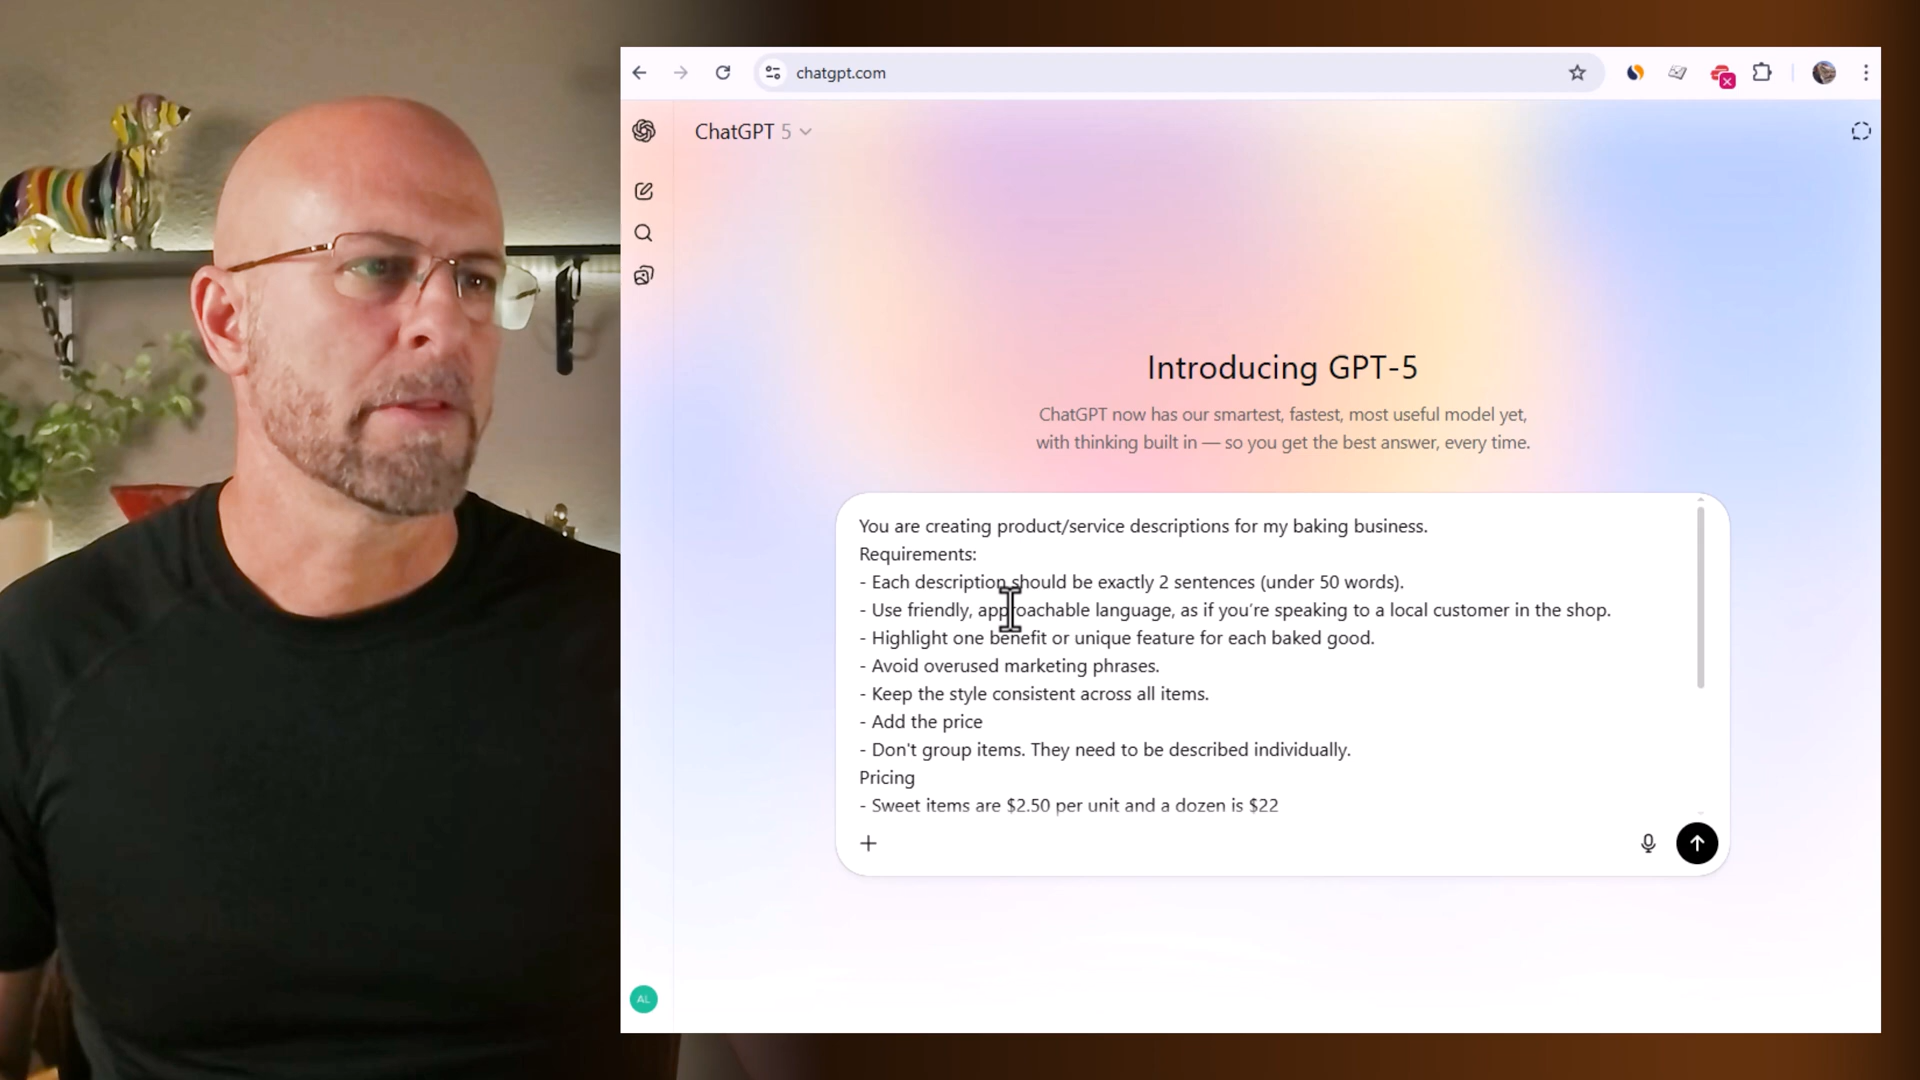 chatgpt.com
ChatGPT 5
Introducing GPT-5
ChatGPT now has our smartest, fastest, most useful model yet,
with thinking built in — so you get the best answer, every time.
You are creating product/service descriptions for my baking business.
Requirements:
- Each description should be exactly 2 sentences (under 50 words).
- Use friendly, approachable language, as if you’re speaking to a local customer in the shop.
- Highlight one benefit or unique feature for each baked good.
- Avoid overused marketing phrases.
- Keep the style consistent across all items.
- Add the price
- Don’t group items. They need to be described individually.
Pricing
- Sweet items are $2.50 per unit and a dozen is $22
AL